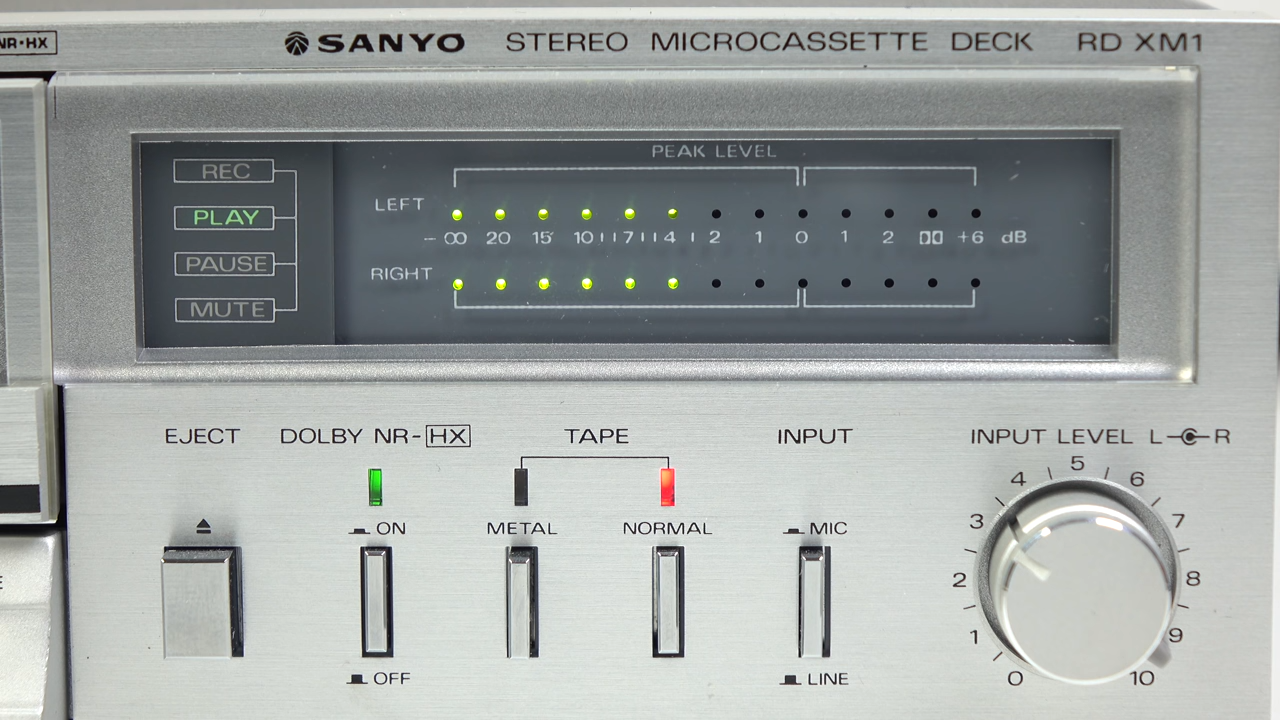 NR·HX
SANYO STEREO MICROCASSETTE DECK RD XM1
PEAK LEVEL
REC
PLAY
PAUSE
MUTE
LEFT
-∞ 20 15 10 7 4 2 1 0 1 2 +6 dB
RIGHT
EJECT DOLBY NR-HX TAPE INPUT INPUT LEVEL L R
ON METAL NORMAL MIC
OFF LINE
0 1 2 3 4 5 6 7 8 9 10
E